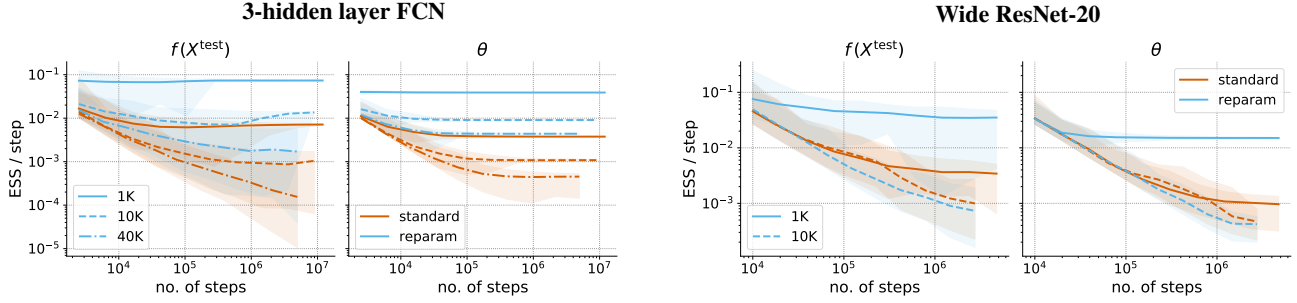 3-hidden layer FCN
f(X^test)
θ
ESS / step
10^−1
10^−2
10^−3
10^−4
10^−5
1K
10K
40K
standard
reparam
10^4
10^5
10^6
10^7
10^4
10^5
10^6
10^7
no. of steps
no. of steps
Wide ResNet-20
f(X^test)
θ
ESS / step
10^−1
10^−2
10^−3
1K
10K
standard
reparam
10^4
10^5
10^6
10^4
10^5
10^6
no. of steps
no. of steps